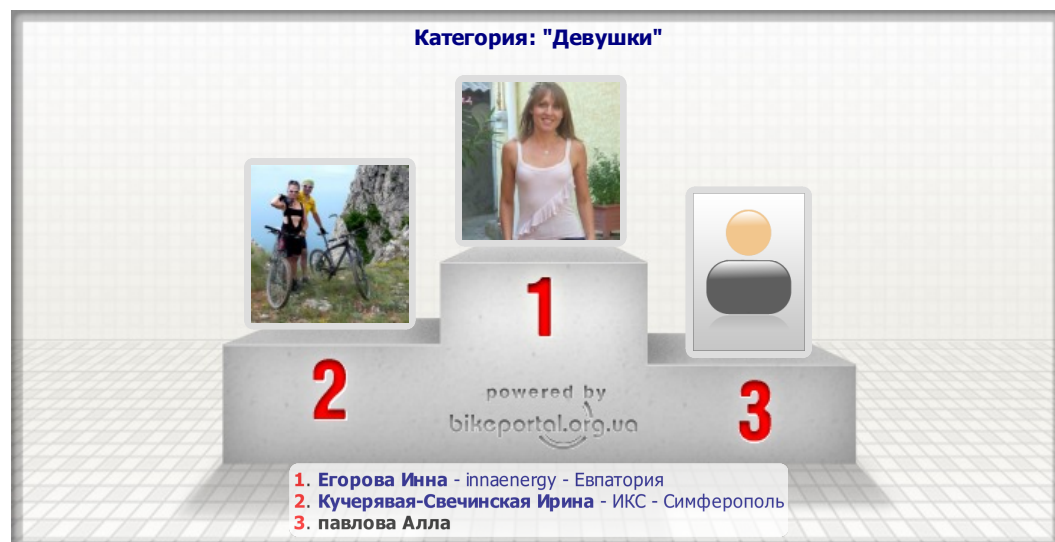 Категория: "Девушки"
1
2
3
powered by
bikeportal.org.ua
1. Егорова Инна - innaenergy - Евпатория
2. Кучерявая-Свечинская Ирина - ИКС - Симферополь
3. павлова Алла